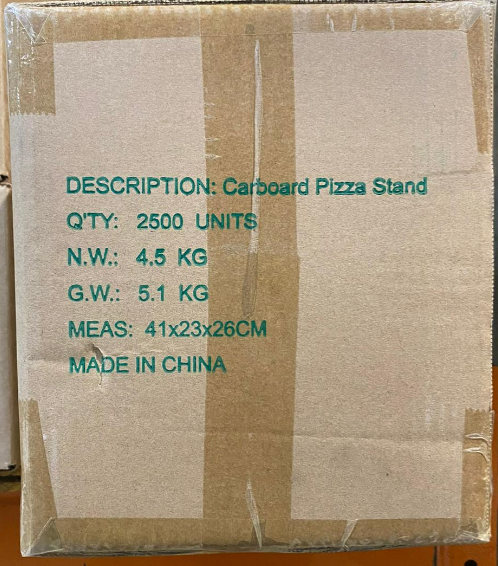 DESCRIPTION: Carboard Pizza Stand
Q'TY: 2500 UNITS
N.W.: 4.5 KG
G.W.: 5.1 KG
MEAS: 41x23x26CM
MADE IN CHINA